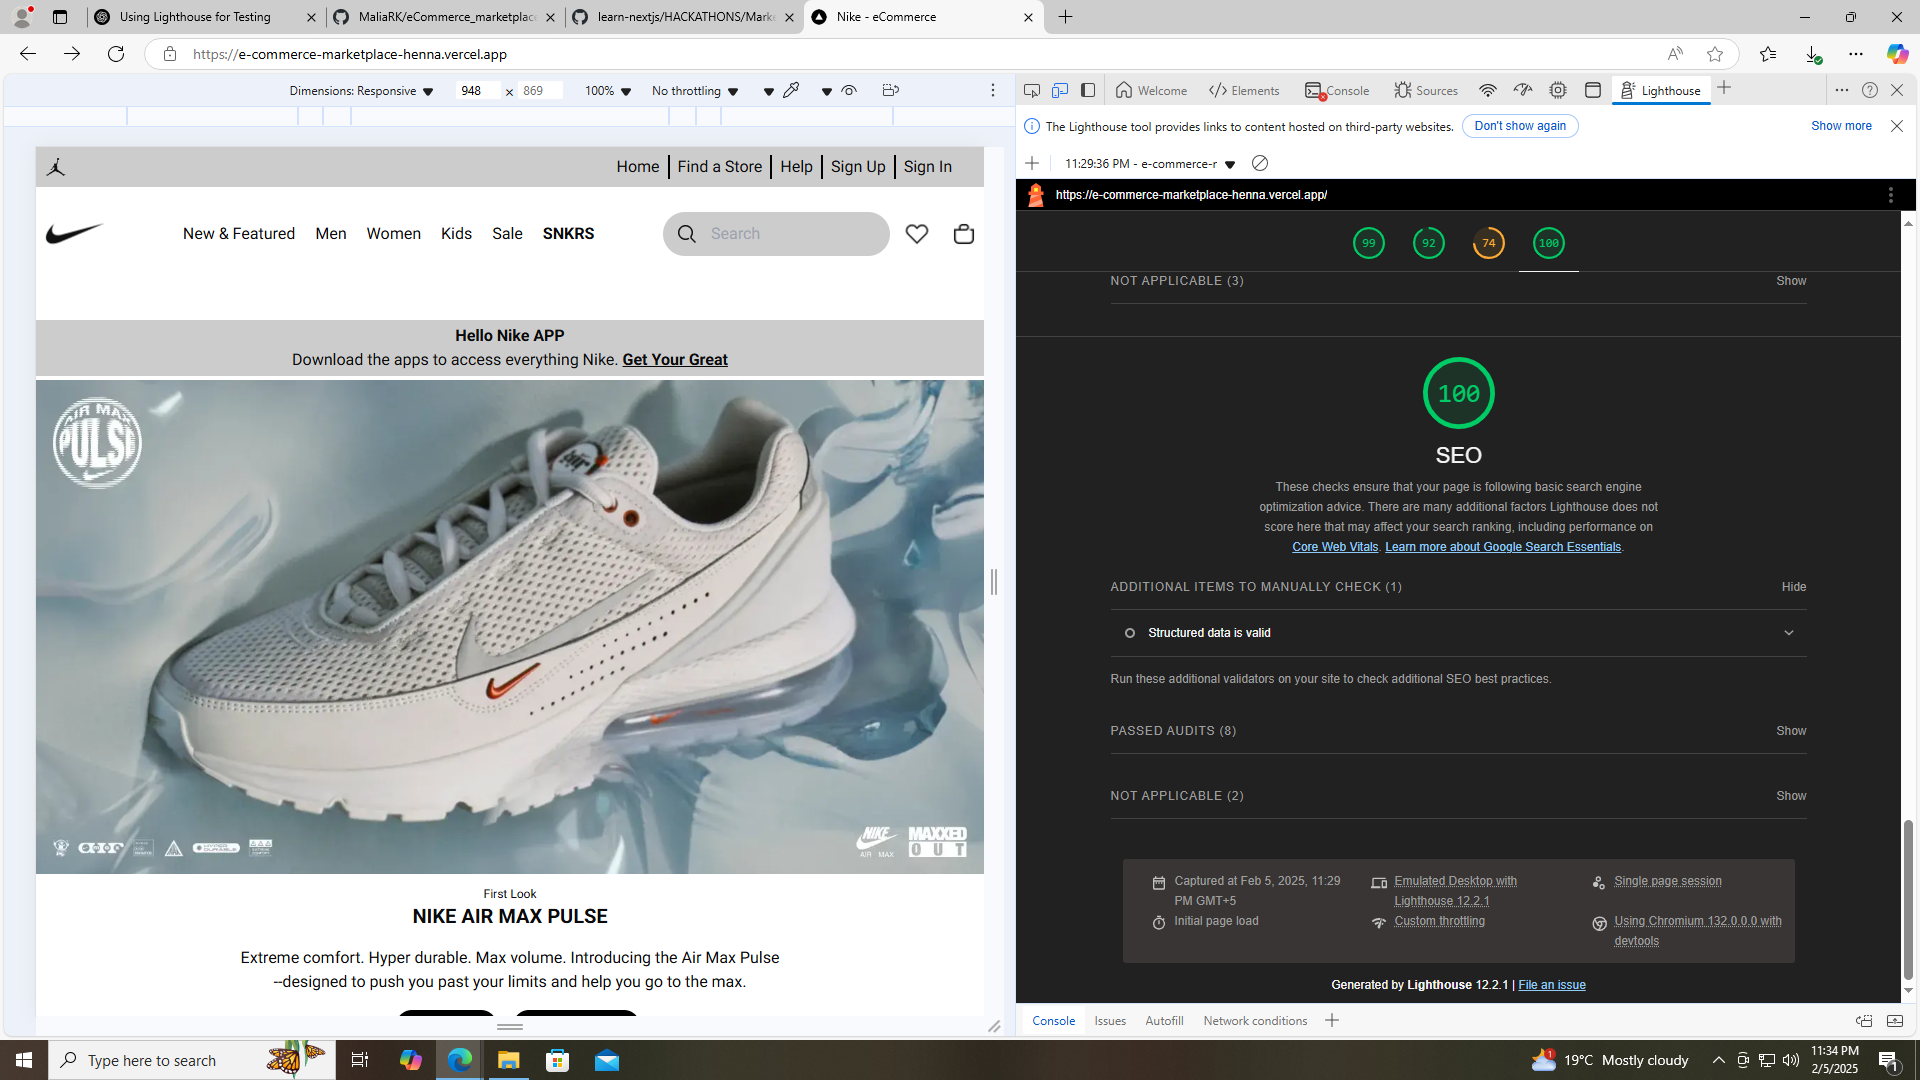 Using Lighthouse for Testing
MaliaRK/eCommerce_marketplace
learn-nextjs/HACKATHONS/Marke
Nike - eCommerce
https://e-commerce-marketplace-henna.vercel.app
Dimensions: Responsive
948 x 869
100%
No throttling
Welcome
Elements
Console
Sources
Lighthouse
The Lighthouse tool provides links to content hosted on third-party websites.
Don't show again
Show more
11:29:36 PM - e-commerce-r
https://e-commerce-marketplace-henna.vercel.app/
99
92
74
100
NOT APPLICABLE (3)
Show
100
SEO
These checks ensure that your page is following basic search engine
optimization advice. There are many additional factors Lighthouse does not
score here that may affect your search ranking, including performance on
Core Web Vitals. Learn more about Google Search Essentials.
ADDITIONAL ITEMS TO MANUALLY CHECK (1)
Hide
Structured data is valid
Run these additional validators on your site to check additional SEO best practices.
PASSED AUDITS (8)
Show
NOT APPLICABLE (2)
Show
Captured at Feb 5, 2025, 11:29
PM GMT+5
Initial page load
Emulated Desktop with
Lighthouse 12.2.1
Custom throttling
Single page session
Using Chromium 132.0.0.0 with
devtools
Generated by Lighthouse 12.2.1 | File an issue
Console
Issues
Autofill
Network conditions
Home
Find a Store
Help
Sign Up
Sign In
New & Featured
Men
Women
Kids
Sale
SNKRS
Search
Hello Nike APP
Download the apps to access everything Nike. Get Your Great
AIR MAX
PULSE
NIKE
AIR MAX
MAXXED
OUT
First Look
NIKE AIR MAX PULSE
Extreme comfort. Hyper durable. Max volume. Introducing the Air Max Pulse
--designed to push you past your limits and help you go to the max.
Type here to search
1
19°C Mostly cloudy
11:34 PM
2/5/2025
1